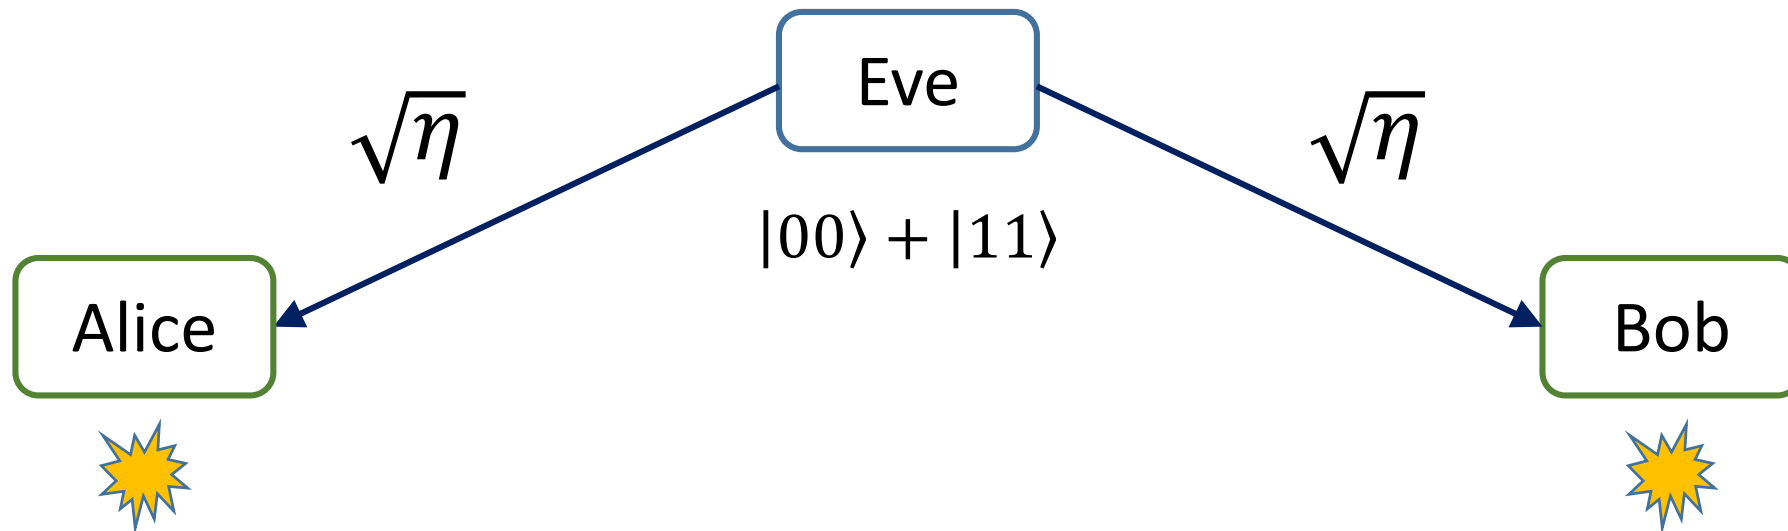 Eve
√η
√η
|00⟩ + |11⟩
Alice
Bob